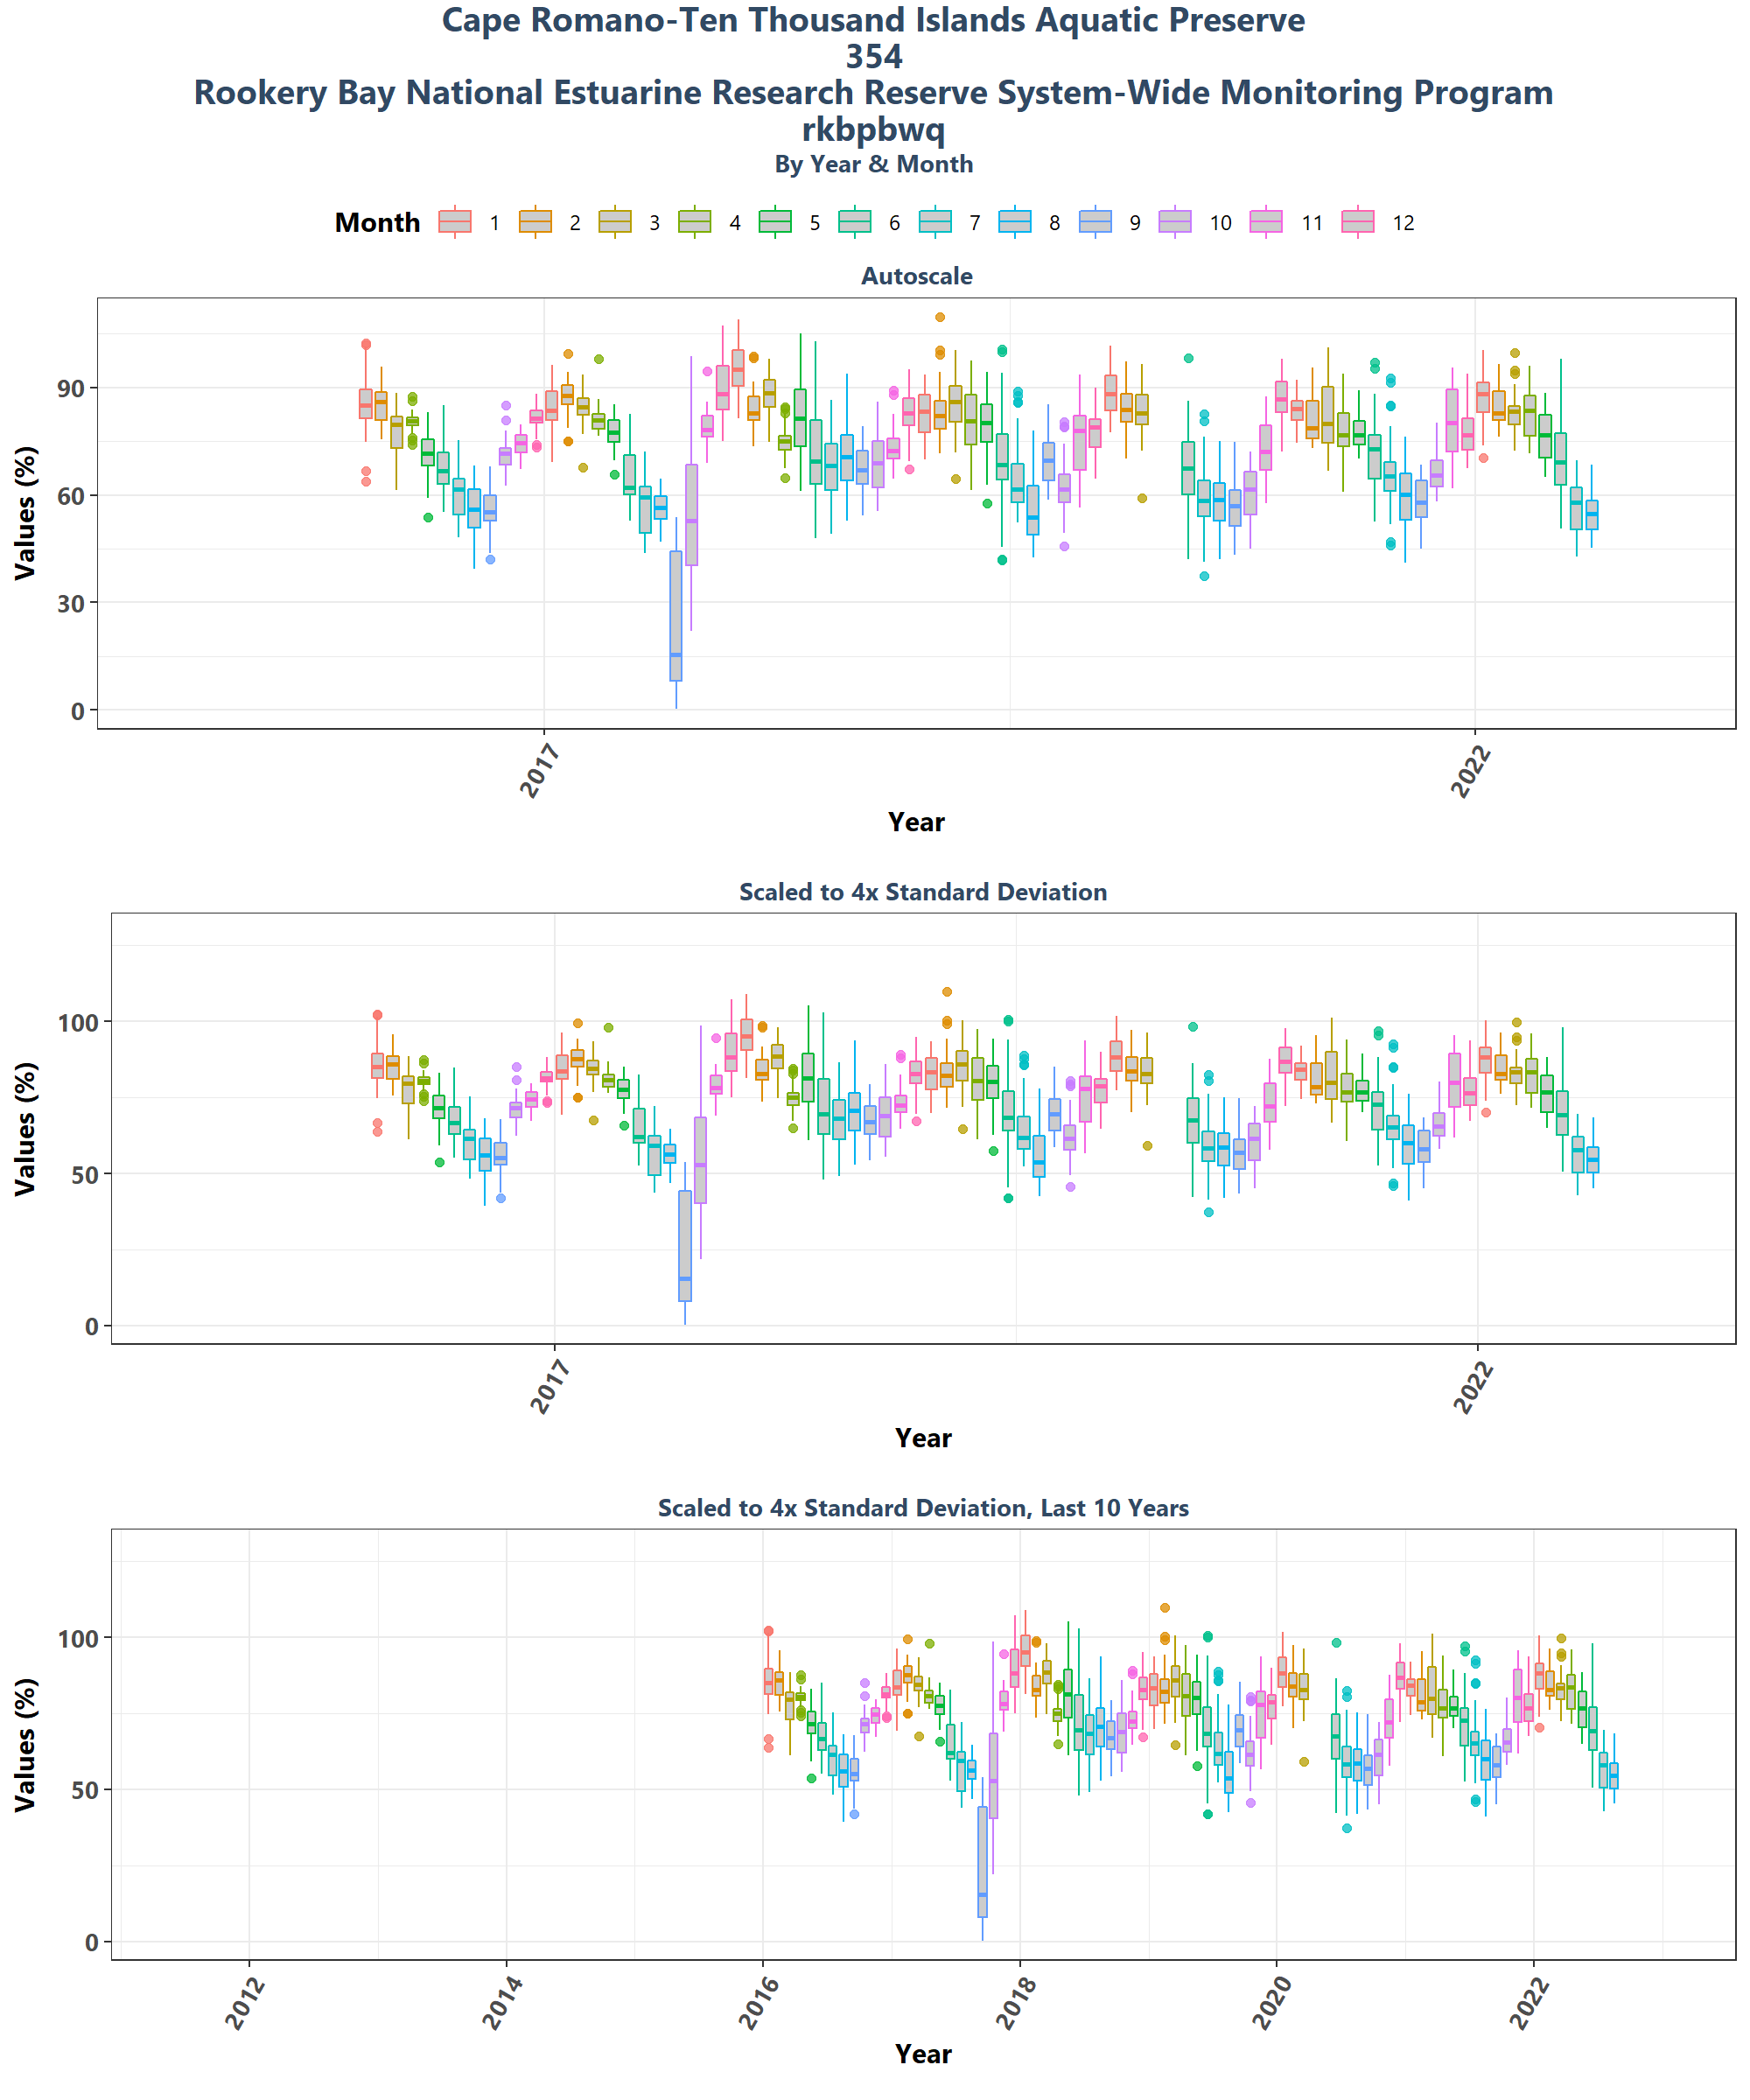 Cape Romano-Ten Thousand Islands Aquatic Preserve
354
Rookery Bay National Estuarine Research Reserve System-Wide Monitoring Program
rkbpbwq
By Year & Month
Month 1 2 3 4 5 6 7 8 9 10 11 12
Autoscale
Values (%)
90
60
30
0
2017 2022
Year
Scaled to 4x Standard Deviation
Values (%)
100
50
0
2017 2022
Year
Scaled to 4x Standard Deviation, Last 10 Years
Values (%)
100
50
0
2012 2014 2016 2018 2020 2022
Year